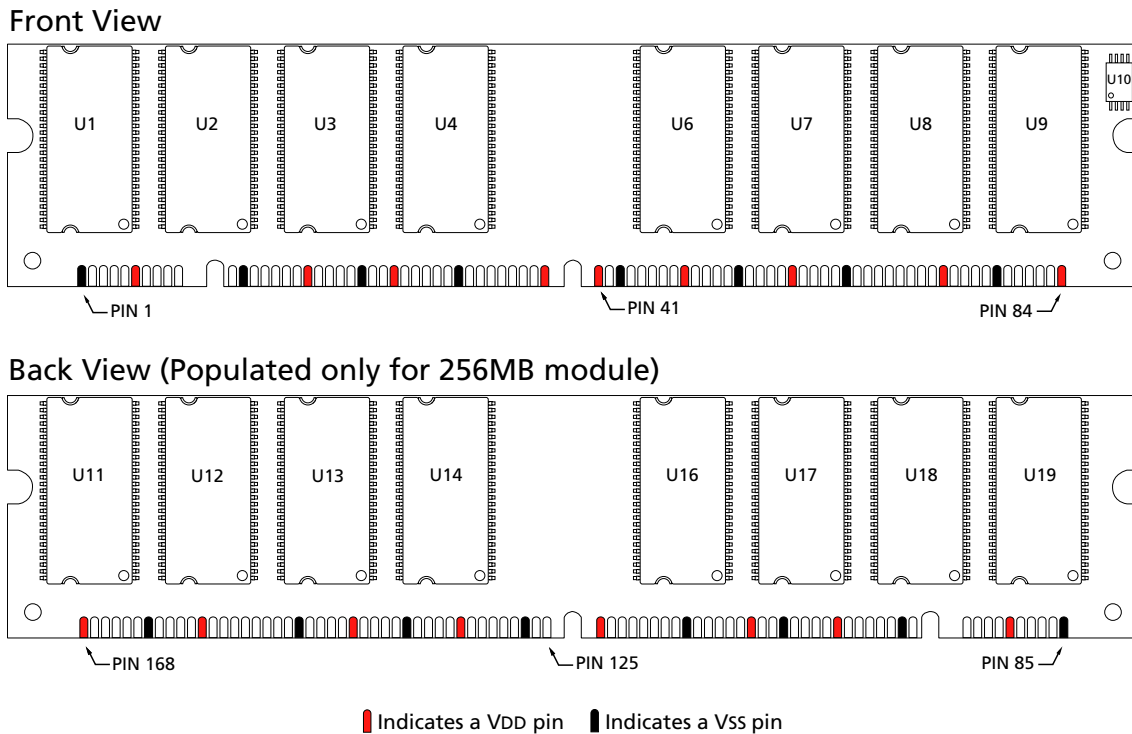 Front View
U1 U2 U3 U4 U6 U7 U8 U9 U10
PIN 1 PIN 41 PIN 84
Back View (Populated only for 256MB module)
U11 U12 U13 U14 U16 U17 U18 U19
PIN 168 PIN 125 PIN 85
Indicates a VDD pin Indicates a VSS pin